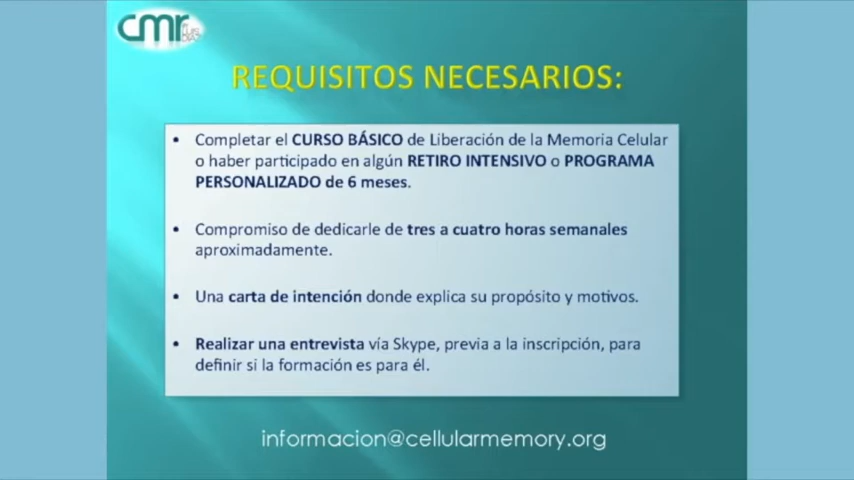 cmr
REQUISITOS NECESARIOS:
• Completar el CURSO BÁSICO de Liberación de la Memoria Celular
o haber participado en algún RETIRO INTENSIVO o PROGRAMA
PERSONALIZADO de 6 meses.
• Compromiso de dedicarle de tres a cuatro horas semanales
aproximadamente.
• Una carta de intención donde explica su propósito y motivos.
• Realizar una entrevista vía Skype, previa a la inscripción, para
definir si la formación es para él.
informacion@cellularmemory.org